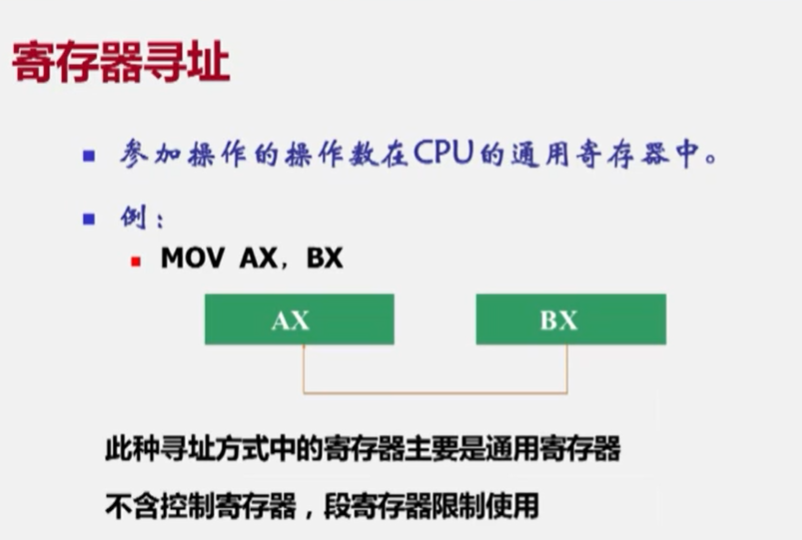 寄存器寻址
参加操作的操作数在CPU的通用寄存器中。
例：
MOV AX，BX
AX
BX
此种寻址方式中的寄存器主要是通用寄存器
不含控制寄存器，段寄存器限制使用